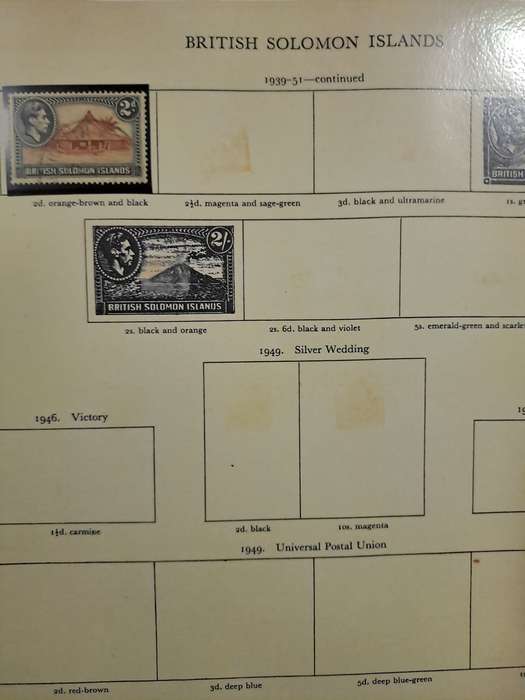 BRITISH SOLOMON ISLANDS
1939-51—continued
2d
BRITISH SOLOMON ISLANDS
BRITISH
2d. orange-brown and black
2½d. magenta and sage-green
3d. black and ultramarine
1s. g
2/-
BRITISH SOLOMON ISLANDS
2s. black and orange
2s. 6d. black and violet
5s. emerald-green and scarle
1949. Silver Wedding
1946. Victory
1½d. carmine
2d. black
10s. magenta
1949. Universal Postal Union
2d. red-brown
3d. deep blue
5d. deep blue-green